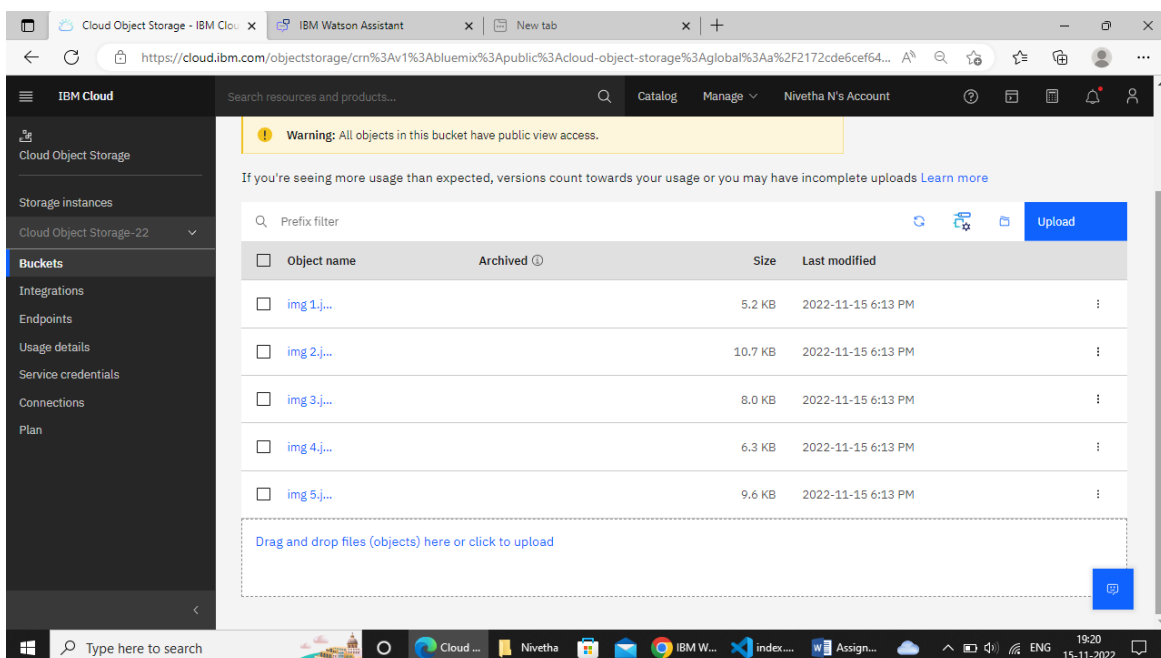 Cloud Object Storage - IBM Clou
IBM Watson Assistant
New tab
https://cloud.ibm.com/objectstorage/crn%3Av1%3Abluemix%3Apublic%3Acloud-object-storage%3Aglobal%3Aa%2F2172cde6cef64...
IBM Cloud
Search resources and products...
Catalog
Manage
Nivetha N's Account
Cloud Object Storage
Storage instances
Cloud Object Storage-22
Buckets
Integrations
Endpoints
Usage details
Service credentials
Connections
Plan
Warning: All objects in this bucket have public view access.
If you're seeing more usage than expected, versions count towards your usage or you may have incomplete uploads Learn more
Prefix filter
Upload
Object name Archived Size Last modified
img 1.j... 5.2 KB 2022-11-15 6:13 PM
img 2.j... 10.7 KB 2022-11-15 6:13 PM
img 3.j... 8.0 KB 2022-11-15 6:13 PM
img 4.j... 6.3 KB 2022-11-15 6:13 PM
img 5.j... 9.6 KB 2022-11-15 6:13 PM
Drag and drop files (objects) here or click to upload
Type here to search
Cloud ...
Nivetha
IBM W...
index....
Assign...
ENG
19:20
15-11-2022